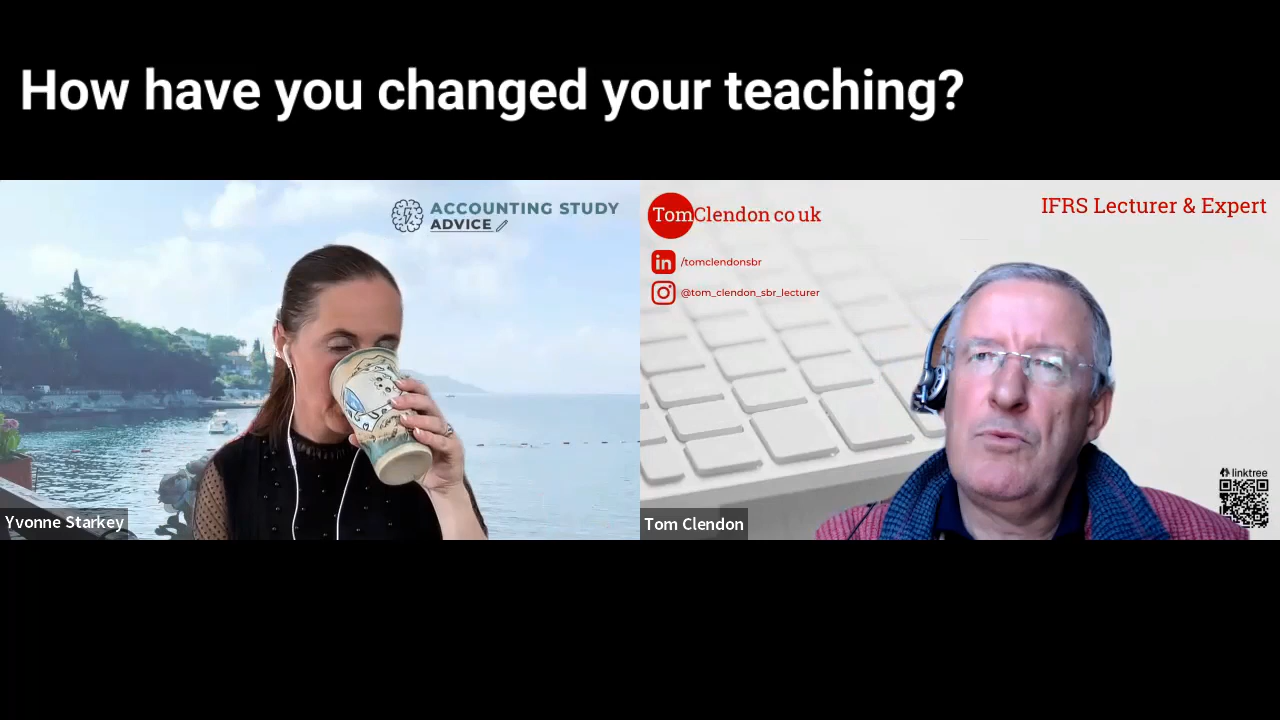 How have you changed your teaching?
ACCOUNTING STUDY
ADVICE
Yvonne Starkey
TomClendon co uk
IFRS Lecturer & Expert
/tomclendonsbr
@tom_clendon_sbr_lecturer
linktree
Tom Clendon